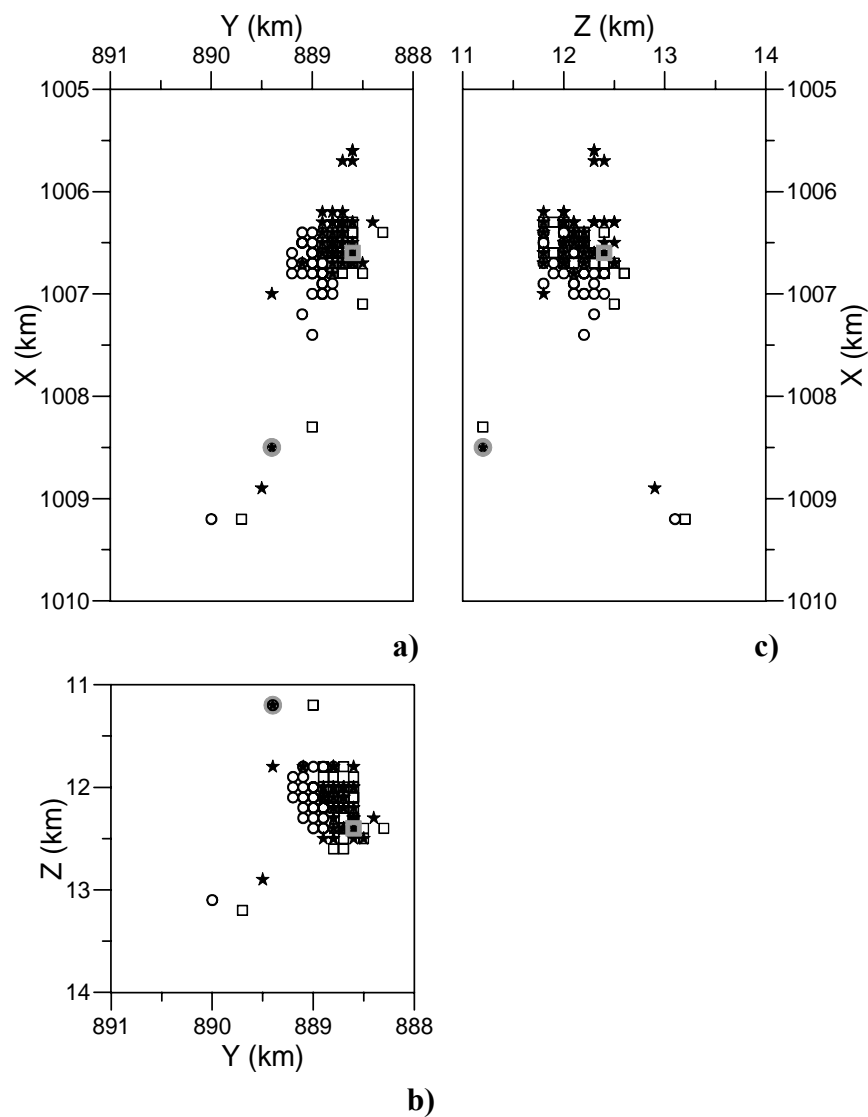 Y (km)
Z (km)
891 890 889 888
11 12 13 14
1005 1005
1006 1006
1007 1007
X (km) X (km)
1008 1008
1009 1009
1010 1010
a) c)
11
12
Z (km)
13
14
891 890 889 888
Y (km)
b)